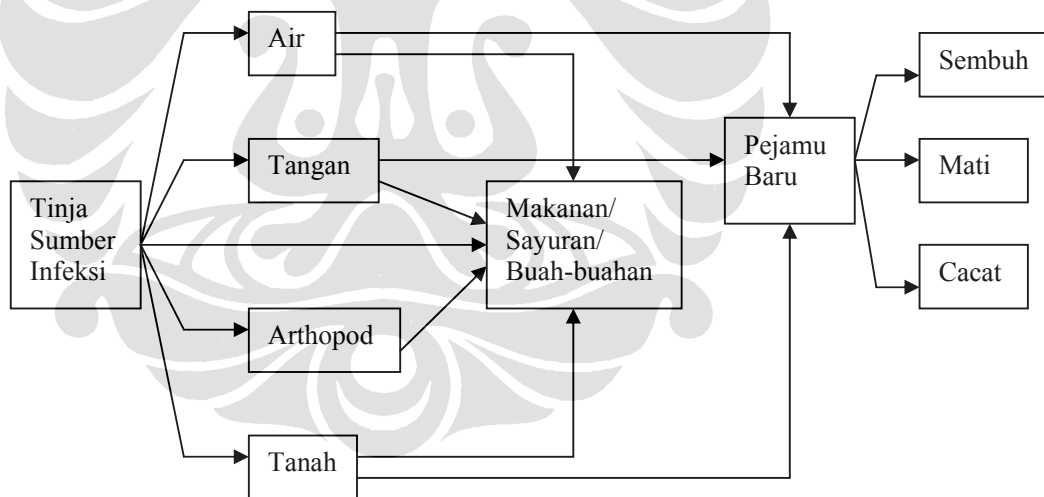 Air
Tangan
Tinja
Sumber
Infeksi
Arthopod
Tanah
Makanan/
Sayuran/
Buah-buahan
Pejamu
Baru
Sembuh
Mati
Cacat